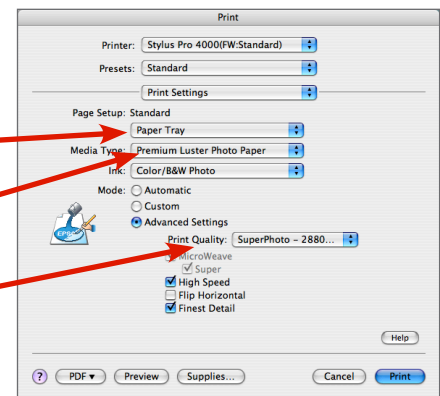 Print
Printer: Stylus Pro 4000(FW:Standard)
Presets: Standard
Print Settings
Page Setup: Standard
Paper Tray
Media Type: Premium Luster Photo Paper
Ink: Color/B&W Photo
Mode: Automatic
Custom
Advanced Settings
Print Quality: SuperPhoto - 2880...
MicroWeave
Super
High Speed
Flip Horizontal
Finest Detail
Help
? PDF▼ Preview Supplies... Cancel Print